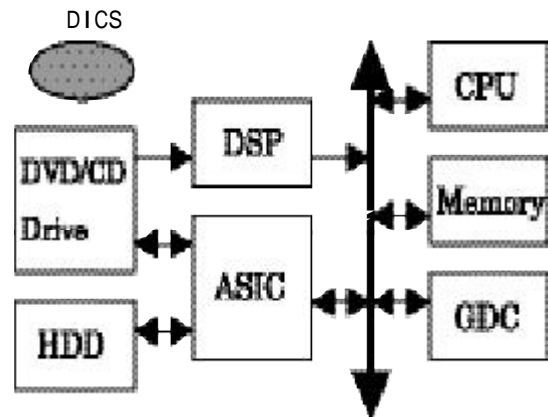 DICS
DVD/CD
Drive
DSP
ASIC
HDD
CPU
Memory
GDC